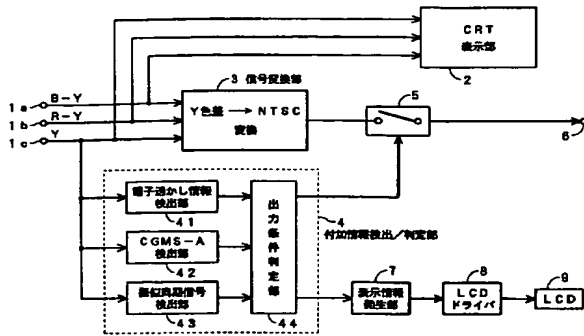 CRT
表示部
2
3 信号変換部
5
1a
B-Y
1b
R-Y
1c
Y
Y色差 → NTSC
変換
6
電子透かし情報
検出部
41
CGMS-A
検出部
42
擬似同期信号
検出部
43
出力条件判定部
44
4
付加情報検出/判定部
7
表示情報
発生部
8
LCD
ドライバ
9
LCD